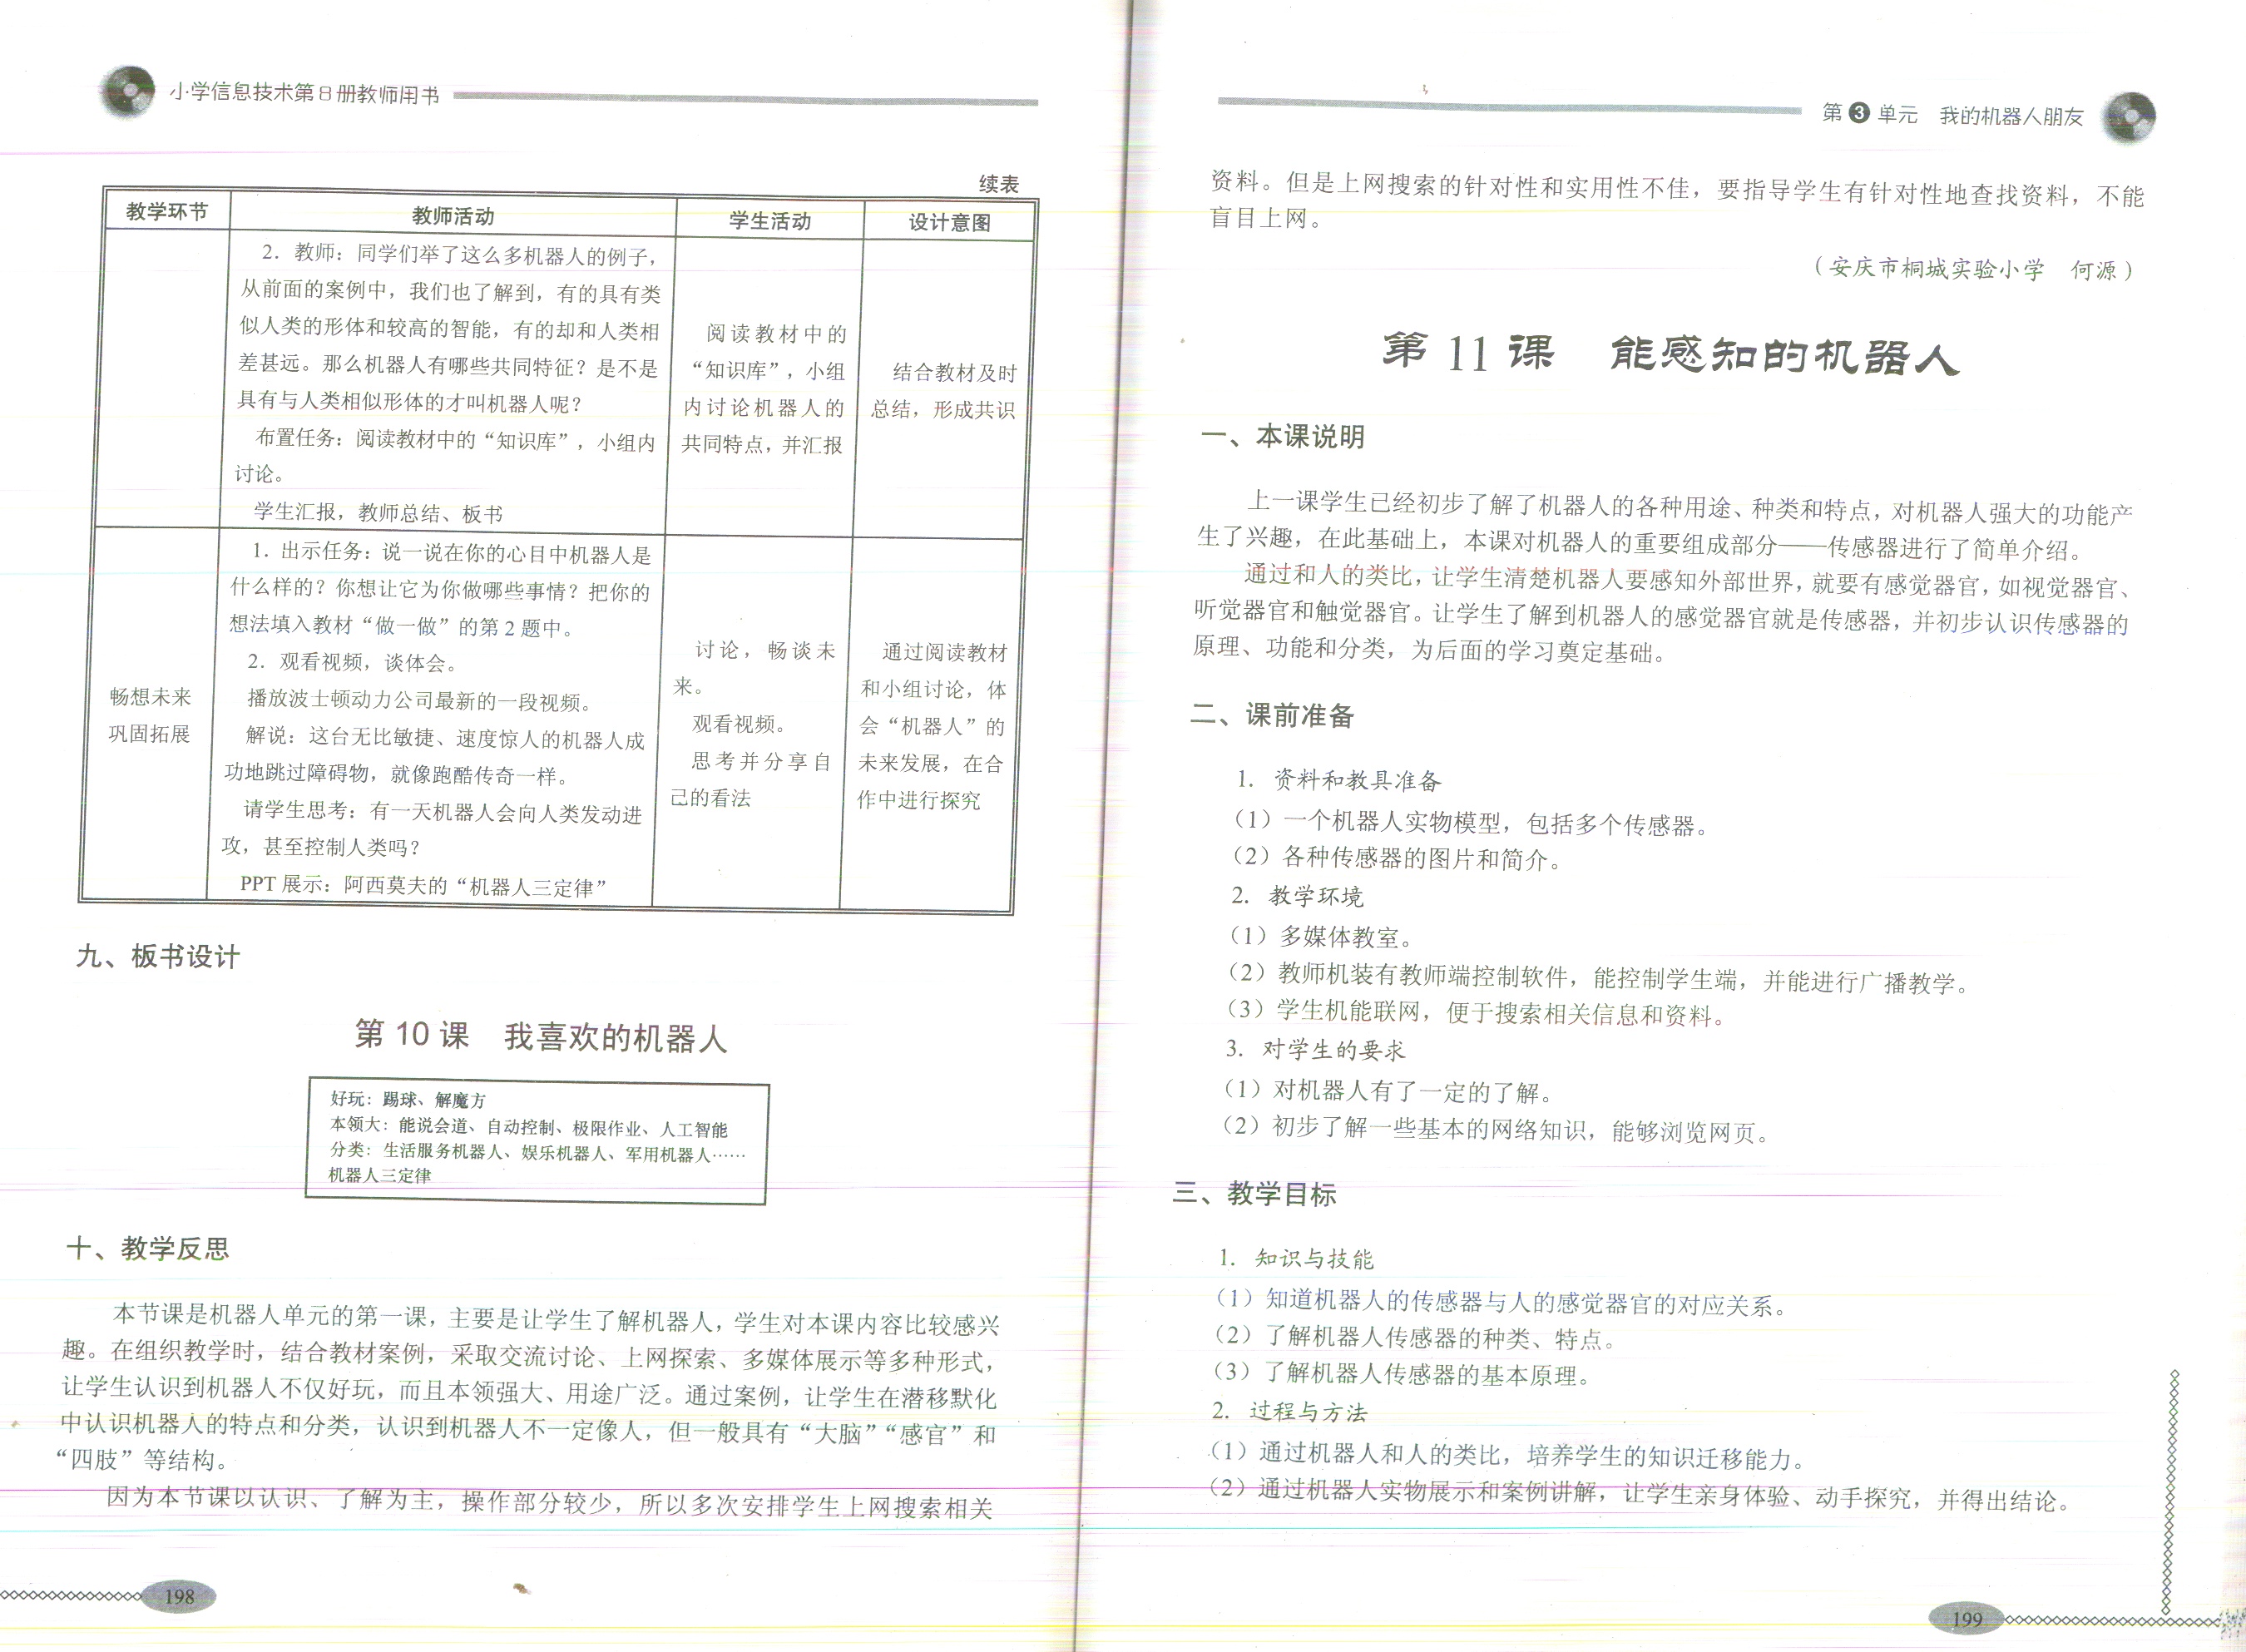 小学信息技术第8册教师用书
续表
教学环节
教师活动
学生活动
设计意图
2. 教师：同学们举了这么多机器人的例子，
从前面的案例中，我们也了解到，有的具有类
似人类的形体和较高的智能，有的却和人类相
差甚远。那么机器人有哪些共同特征？是不是
具有与人类相似形体的才叫机器人呢？
布置任务：阅读教材中的“知识库”，小组内
讨论。
学生汇报，教师总结、板书
阅读教材中的
“知识库”，小组
内讨论机器人的
共同特点，并汇报
结合教材及时
总结，形成共识
畅想未来
巩固拓展
1. 出示任务：说一说在你的心目中机器人是
什么样的？你想让它为你做哪些事情？把你的
想法填入教材“做一做”的第2题中。
2. 观看视频，谈体会。
播放波士顿动力公司最新的一段视频。
解说：这台无比敏捷、速度惊人的机器人成
功地跳过障碍物，就像跑酷传奇一样。
请学生思考：有一天机器人会向人类发动进
攻，甚至控制人类吗？
PPT展示：阿西莫夫的“机器人三定律”
讨论，畅谈未
来。
观看视频。
思考并分享自
己的看法
通过阅读教材
和小组讨论，体
会“机器人”的
未来发展，在合
作中进行探究
九、板书设计
第10课 我喜欢的机器人
好玩：踢球、解魔方
本领大：能说会道、自动控制、极限作业、人工智能
分类：生活服务机器人、娱乐机器人、军用机器人……
机器人三定律
十、教学反思
本节课是机器人单元的第一课，主要是让学生了解机器人，学生对本课内容比较感兴
趣。在组织教学时，结合教材案例，采取交流讨论、上网探索、多媒体展示等多种形式，
让学生认识到机器人不仅好玩，而且本领强大、用途广泛。通过案例，让学生在潜移默化
中认识机器人的特点和分类，认识到机器人不一定像人，但一般具有“大脑”“感官”和
“四肢”等结构。
因为本节课以认识、了解为主，操作部分较少，所以多次安排学生上网搜索相关
198
第3单元 我的机器人朋友
资料。但是上网搜索的针对性和实用性不佳，要指导学生有针对性地查找资料，不能
盲目上网。
（安庆市桐城实验小学 何源）
第11课 能感知的机器人
一、本课说明
上一课学生已经初步了解了机器人的各种用途、种类和特点，对机器人强大的功能产
生了兴趣，在此基础上，本课对机器人的重要组成部分——传感器进行了简单介绍。
通过和人的类比，让学生清楚机器人要感知外部世界，就要有感觉器官，如视觉器官、
听觉器官和触觉器官。让学生了解到机器人的感觉器官就是传感器，并初步认识传感器的
原理、功能和分类，为后面的学习奠定基础。
二、课前准备
1. 资料和教具准备
（1）一个机器人实物模型，包括多个传感器。
（2）各种传感器的图片和简介。
2. 教学环境
（1）多媒体教室。
（2）教师机装有教师端控制软件，能控制学生端，并能进行广播教学。
（3）学生机能联网，便于搜索相关信息和资料。
3. 对学生的要求
（1）对机器人有了一定的了解。
（2）初步了解一些基本的网络知识，能够浏览网页。
三、教学目标
1. 知识与技能
（1）知道机器人的传感器与人的感觉器官的对应关系。
（2）了解机器人传感器的种类、特点。
（3）了解机器人传感器的基本原理。
2. 过程与方法
（1）通过机器人和人的类比，培养学生的知识迁移能力。
（2）通过机器人实物展示和案例讲解，让学生亲身体验、动手探究，并得出结论。
199